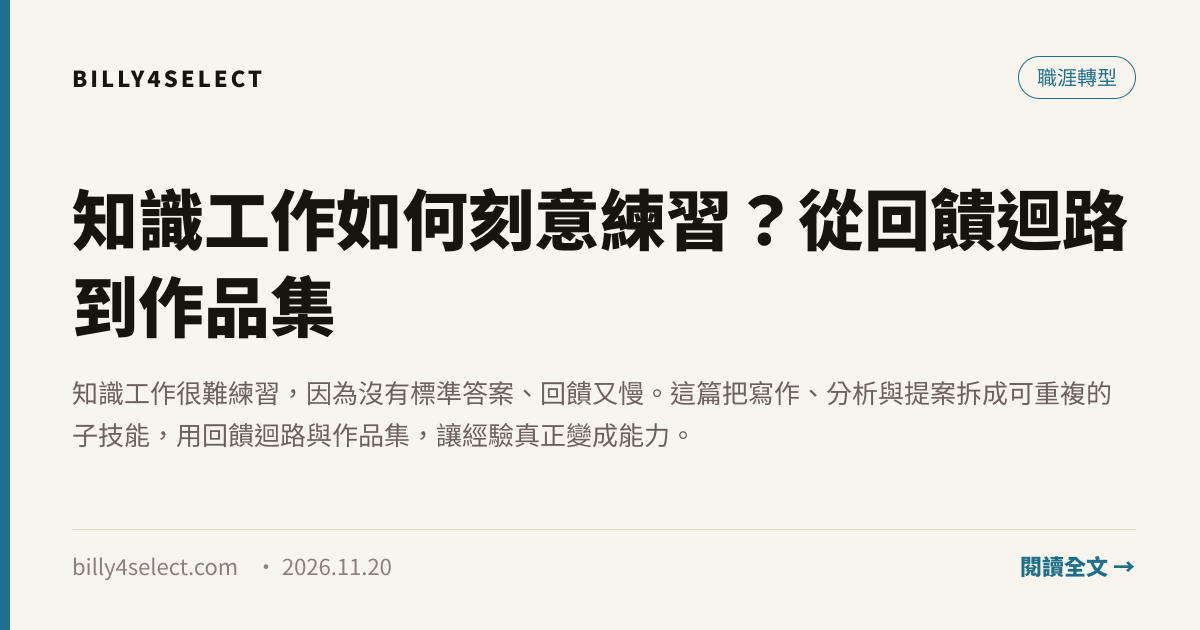 BILLY4SELECT
職涯轉型
知識工作如何刻意練習？從回饋迴路
到作品集
知識工作很難練習，因為沒有標準答案、回饋又慢。這篇把寫作、分析與提案拆成可重複的
子技能，用回饋迴路與作品集，讓經驗真正變成能力。
billy4select.com ・ 2026.11.20
閱讀全文 →